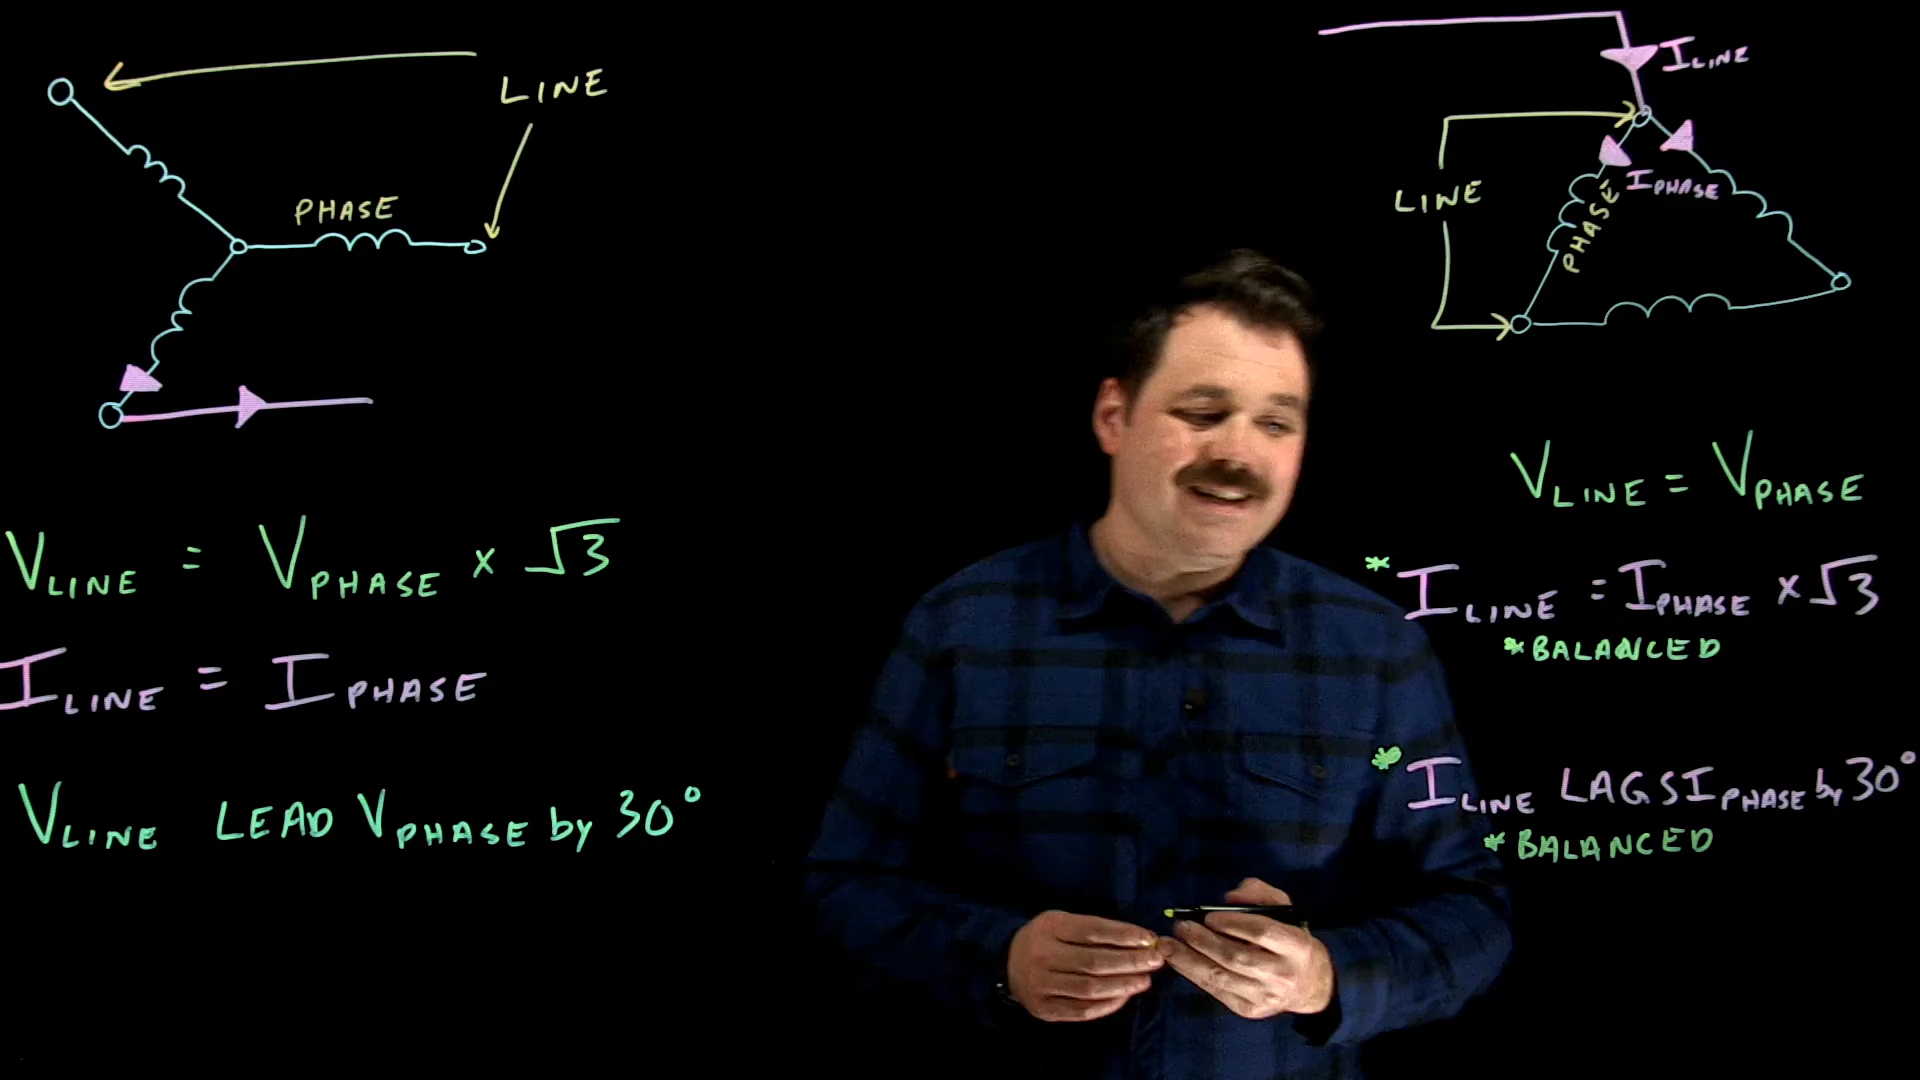 LINE
PHASE
V LINE = V PHASE x √3
I LINE = I PHASE
V LINE LEAD V PHASE by 30°
I LINE
I PHASE
LINE
PHASE
V LINE = V PHASE
* I LINE = I PHASE x √3
* BALANCED
* I LINE LAGS I PHASE by 30°
* BALANCED